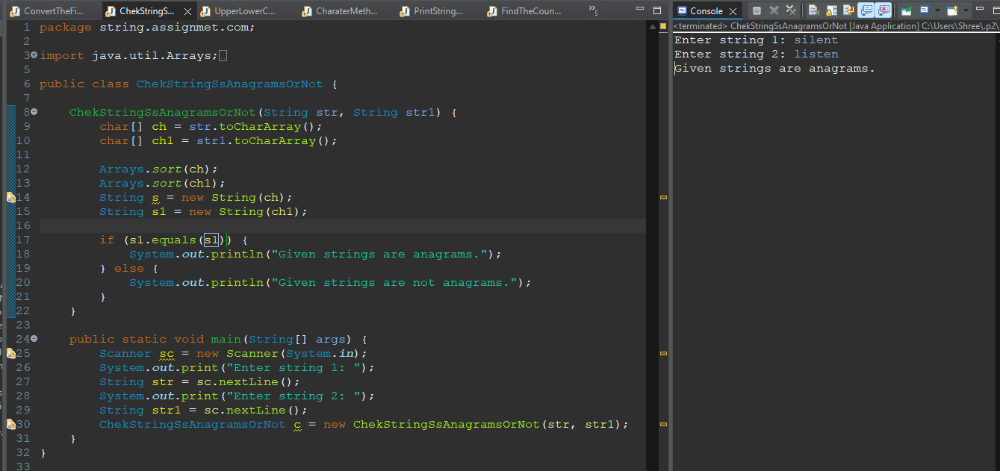 ConvertTheFi... ChekStringS... UpperLowerC... CharaterMeth... PrintString... FindTheCoun... »5
1 package string.assignmet.com;
2
3 import java.util.Arrays;
5
6 public class ChekStringSsAnagramsOrNot {
7
8 ChekStringSsAnagramsOrNot(String str, String str1) {
9 char[] ch = str.toCharArray();
10 char[] ch1 = str1.toCharArray();
11
12 Arrays.sort(ch);
13 Arrays.sort(ch1);
14 String s = new String(ch);
15 String s1 = new String(ch1);
16
17 if (s1.equals(s1)) {
18 System.out.println("Given strings are anagrams.");
19 } else {
20 System.out.println("Given strings are not anagrams.");
21 }
22 }
23
24 public static void main(String[] args) {
25 Scanner sc = new Scanner(System.in);
26 System.out.print("Enter string 1: ");
27 String str = sc.nextLine();
28 System.out.print("Enter string 2: ");
29 String str1 = sc.nextLine();
30 ChekStringSsAnagramsOrNot c = new ChekStringSsAnagramsOrNot(str, str1);
31 }
32 }
33
Console
<terminated> ChekStringSsAnagramsOrNot [Java Application] C:\Users\Shree\.p2\
Enter string 1: silent
Enter string 2: listen
Given strings are anagrams.